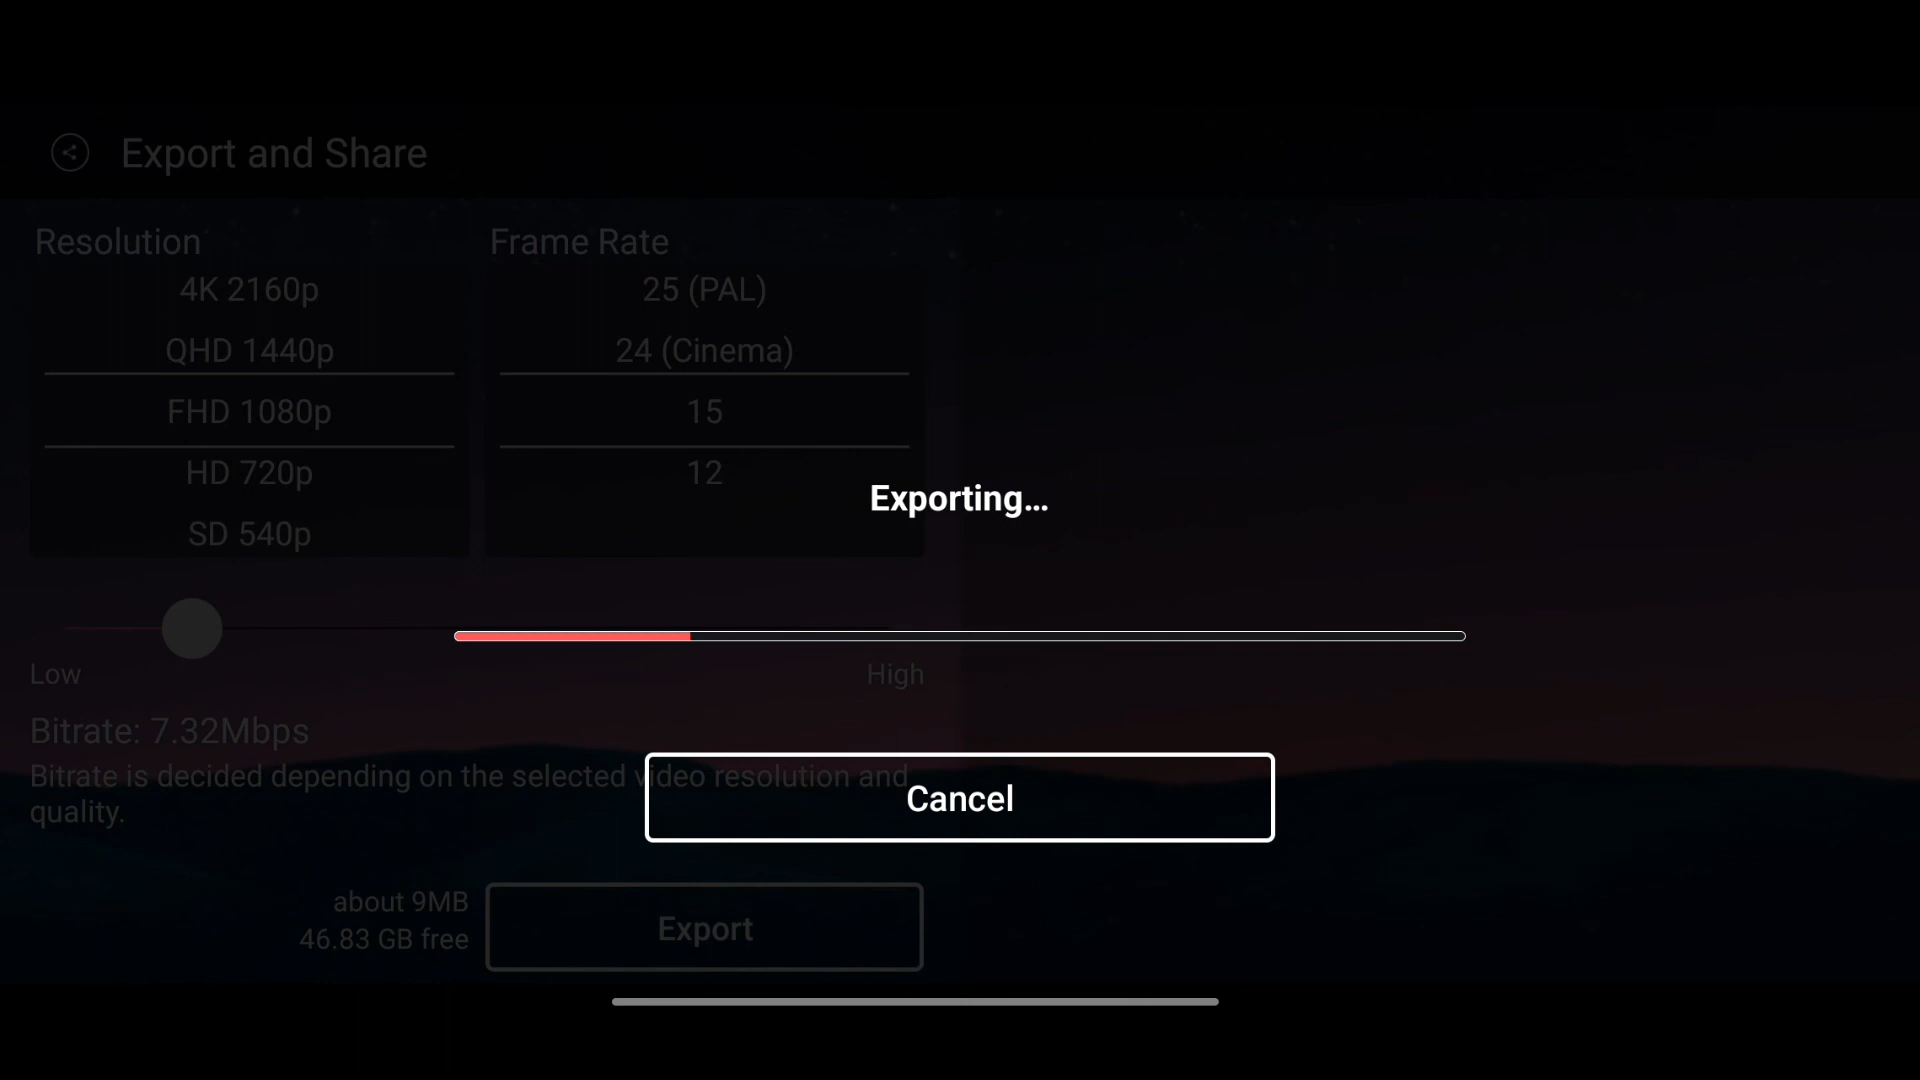 Export and Share
Resolution
Frame Rate
4K 2160p
25 (PAL)
QHD 1440p
24 (Cinema)
FHD 1080p
15
HD 720p
12
SD 540p
Exporting...
Low
High
Bitrate: 7.32Mbps
Bitrate is decided depending on the selected video resolution and
quality.
Cancel
about 9MB
46.83 GB free
Export